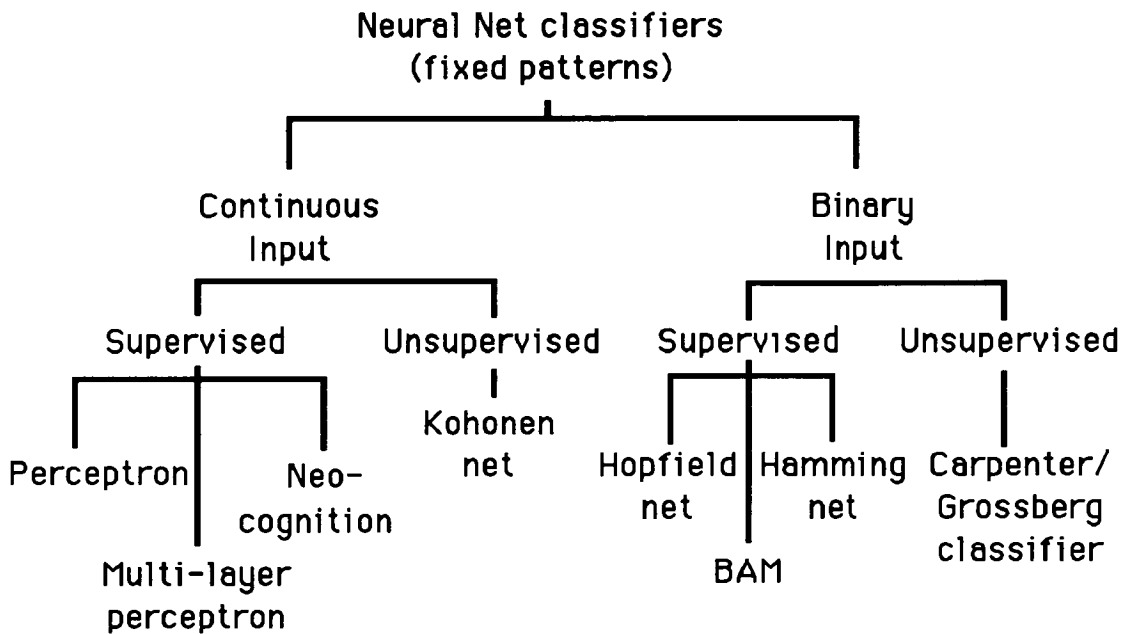 Neural Net classifiers
(fixed patterns)
Continuous
Input
Binary
Input
Supervised
Unsupervised
Supervised
Unsupervised
Perceptron
Multi-layer
perceptron
Neo-
cognition
Kohonen
net
Hopfield
net
BAM
Hamming
net
Carpenter/
Grossberg
classifier